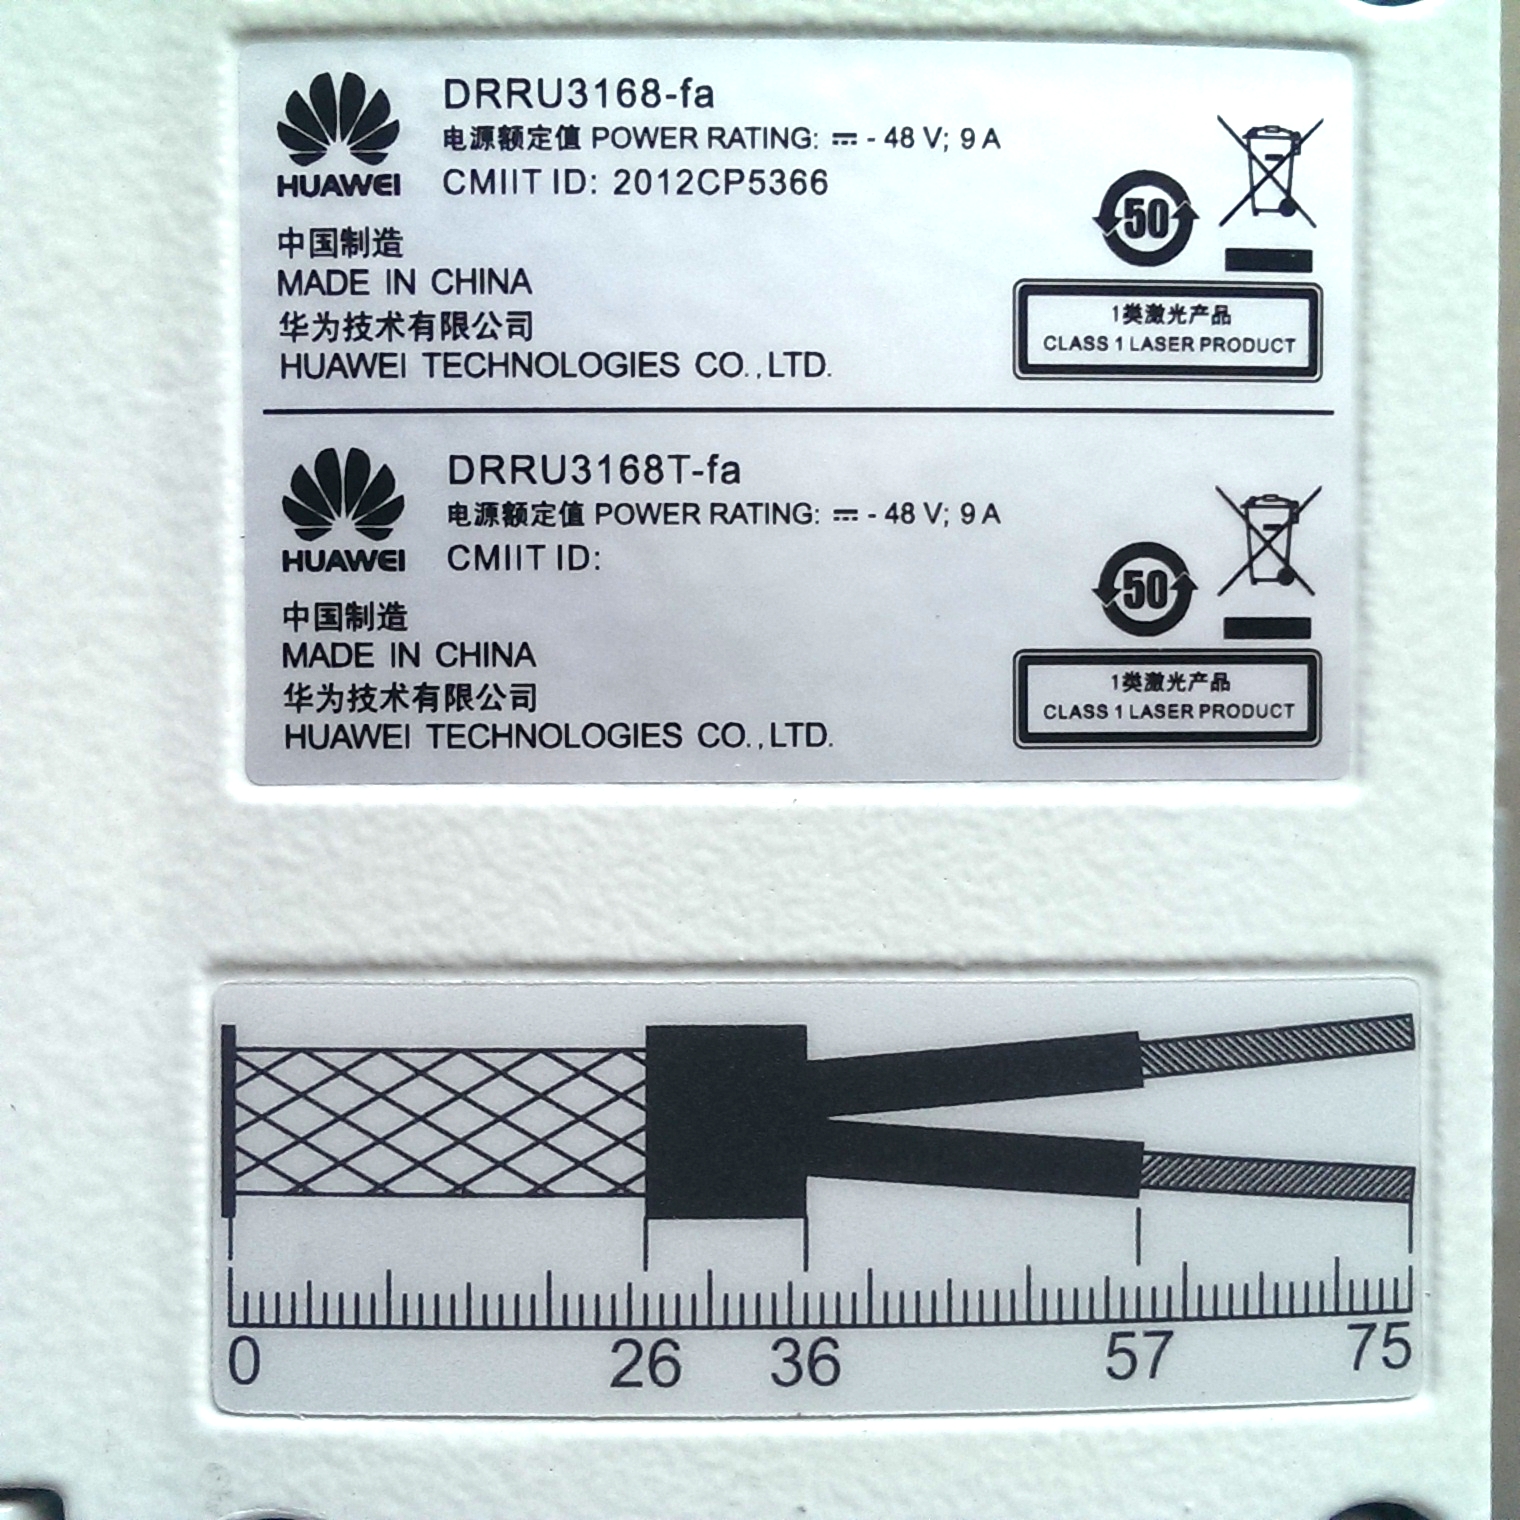 HUAWEI
DRRU3168-fa
电源额定值 POWER RATING: ⎓ - 48 V; 9 A
CMIIT ID: 2012CP5366
中国制造
MADE IN CHINA
华为技术有限公司
HUAWEI TECHNOLOGIES CO.,LTD.
50
1类激光产品
CLASS 1 LASER PRODUCT
HUAWEI
DRRU3168T-fa
电源额定值 POWER RATING: ⎓ - 48 V; 9 A
CMIIT ID:
中国制造
MADE IN CHINA
华为技术有限公司
HUAWEI TECHNOLOGIES CO.,LTD.
50
1类激光产品
CLASS 1 LASER PRODUCT
0 26 36 57 75